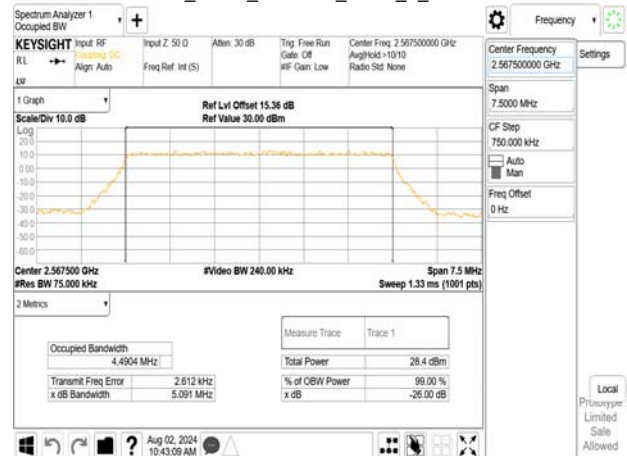 Spectrum Analyzer 1
Occupied BW
Frequency
KEYSIGHT
Input: RF
Input Z: 50 Ω
Atten: 30 dB
Trig: Free Run
Center Freq: 2.567500000 GHz
RL
Coupling: DC
Gate: Off
Avg|Hold:>10/10
Align: Auto
Freq Ref: Int (S)
#IF Gain: Low
Radio Std: None
Center Frequency
2.567500000 GHz
Settings
Span
7.5000 MHz
CF Step
750.000 kHz
Auto
Man
Freq Offset
0 Hz
1 Graph
Ref Lvl Offset 15.36 dB
Scale/Div 10.0 dB
Ref Value 30.00 dBm
Log
20.0
10.0
0.00
-10.0
-20.0
-30.0
-40.0
-50.0
-60.0
Center 2.567500 GHz
#Video BW 240.00 kHz
Span 7.5 MHz
#Res BW 75.000 kHz
Sweep 1.33 ms (1001 pts)
2 Metrics
Measure Trace
Trace 1
Occupied Bandwidth
4.4904 MHz
Total Power
28.4 dBm
Transmit Freq Error
2.612 kHz
% of OBW Power
99.00 %
x dB Bandwidth
5.091 MHz
x dB
-26.00 dB
Local
Prototype
Limited
Sale
Allowed
?
Aug 02, 2024
10:43:09 AM